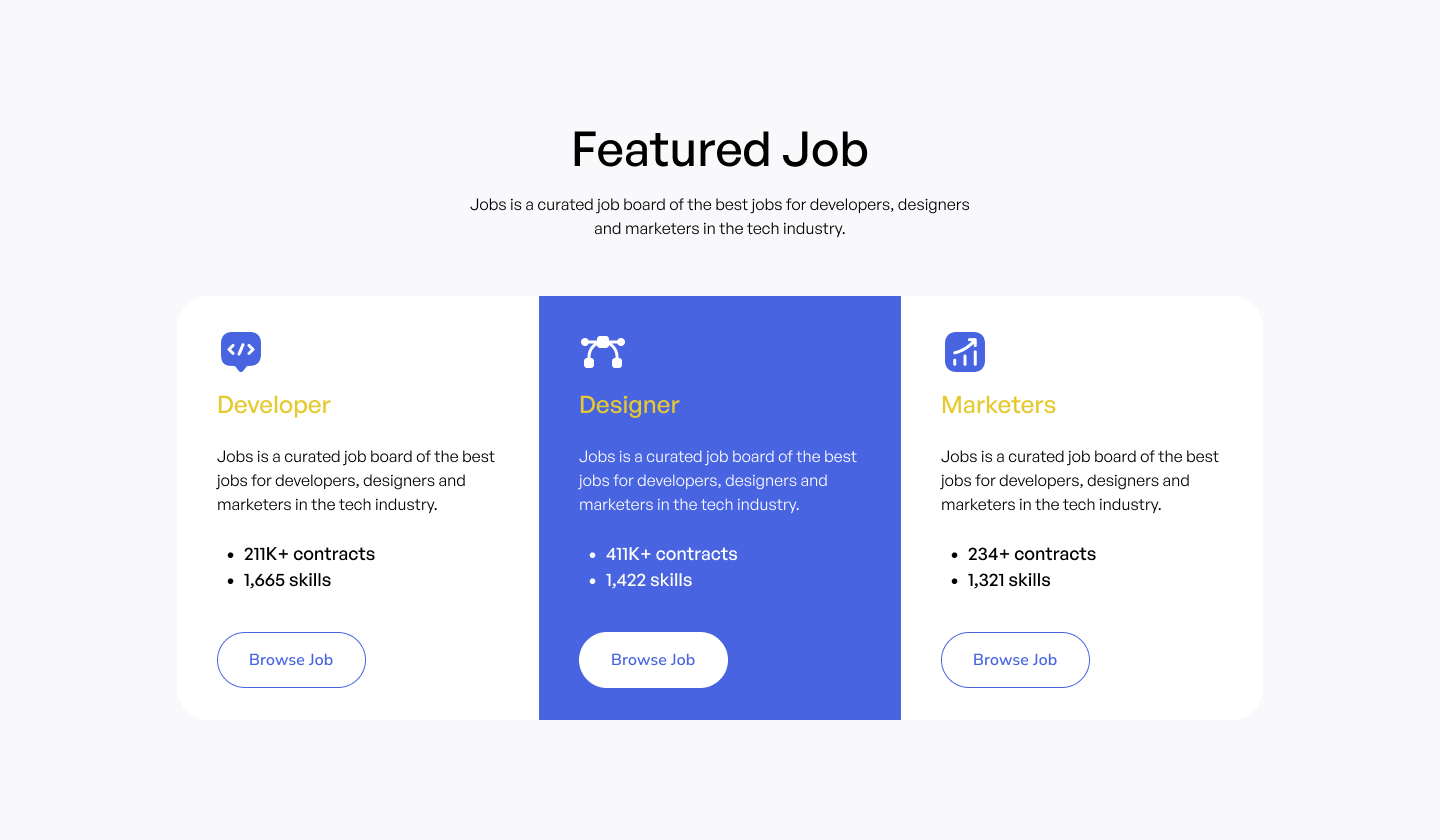 Featured Job
Jobs is a curated job board of the best jobs for developers, designers
and marketers in the tech industry.
Developer
Jobs is a curated job board of the best
jobs for developers, designers and
marketers in the tech industry.
• 211K+ contracts
• 1,665 skills
Browse Job
Designer
Jobs is a curated job board of the best
jobs for developers, designers and
marketers in the tech industry.
• 411K+ contracts
• 1,422 skills
Browse Job
Marketers
Jobs is a curated job board of the best
jobs for developers, designers and
marketers in the tech industry.
• 234+ contracts
• 1,321 skills
Browse Job